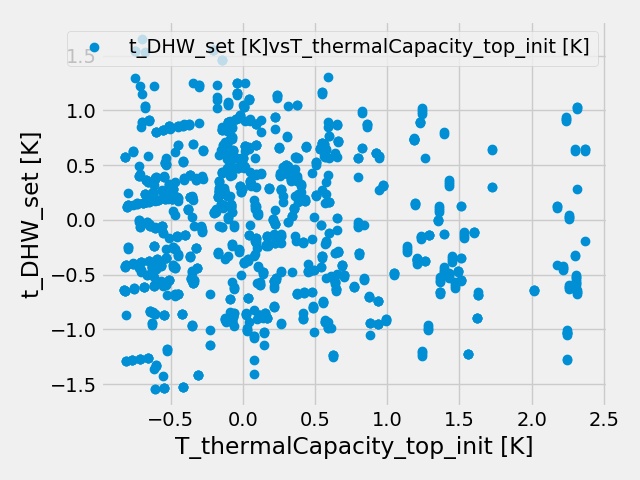 t_DHW_set [K]vsT_thermalCapacity_top_init [K]
1.5
1.0
0.5
0.0
−0.5
−1.0
−1.5
t_DHW_set [K]
−0.5 0.0 0.5 1.0 1.5 2.0 2.5
T_thermalCapacity_top_init [K]